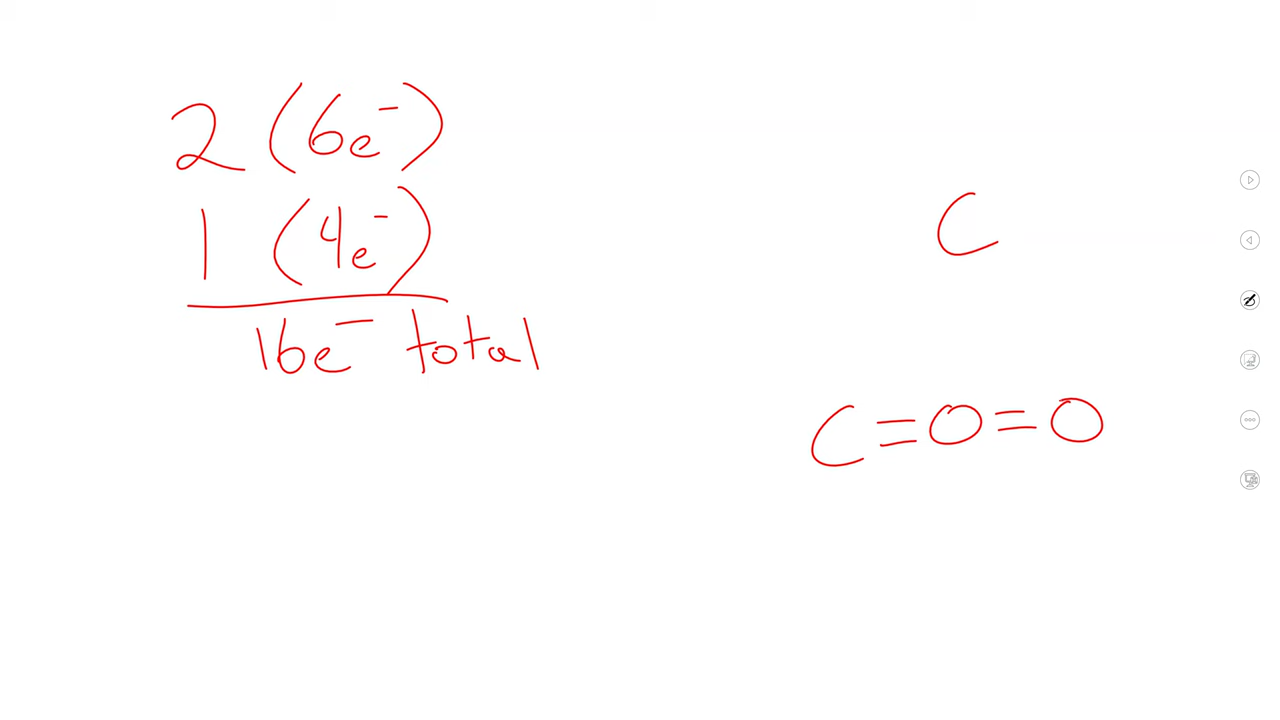 2 (6e⁻)
1 (4e⁻)
16e⁻ total
C
C=O=O